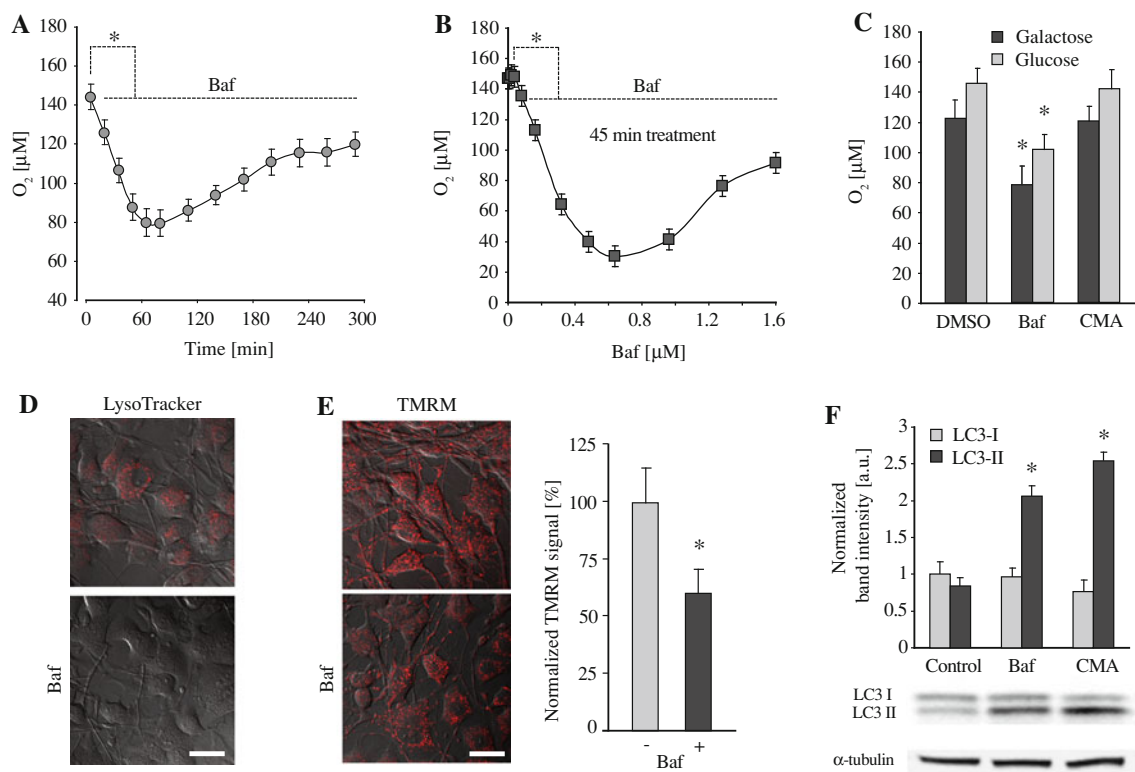 A
O₂ [µM]
160
140
120
100
80
60
40
*
Baf
0 60 120 180 240 300
Time [min]
B
O₂ [µM]
180
160
140
120
100
80
60
40
20
0
*
Baf
45 min treatment
0 0.4 0.8 1.2 1.6
Baf [µM]
C
Galactose
Glucose
O₂ [µM]
180
160
140
120
100
80
60
40
20
0
* *
DMSO Baf CMA
D
LysoTracker
Baf
E
TMRM
Baf
Normalized TMRM signal [%]
125
100
75
50
25
0
*
- +
Baf
F
LC3-I
LC3-II
Normalized
band intensity [a.u.]
3
2.5
2
1.5
1
0.5
0
* *
Control Baf CMA
LC3 I
LC3 II
α-tubulin